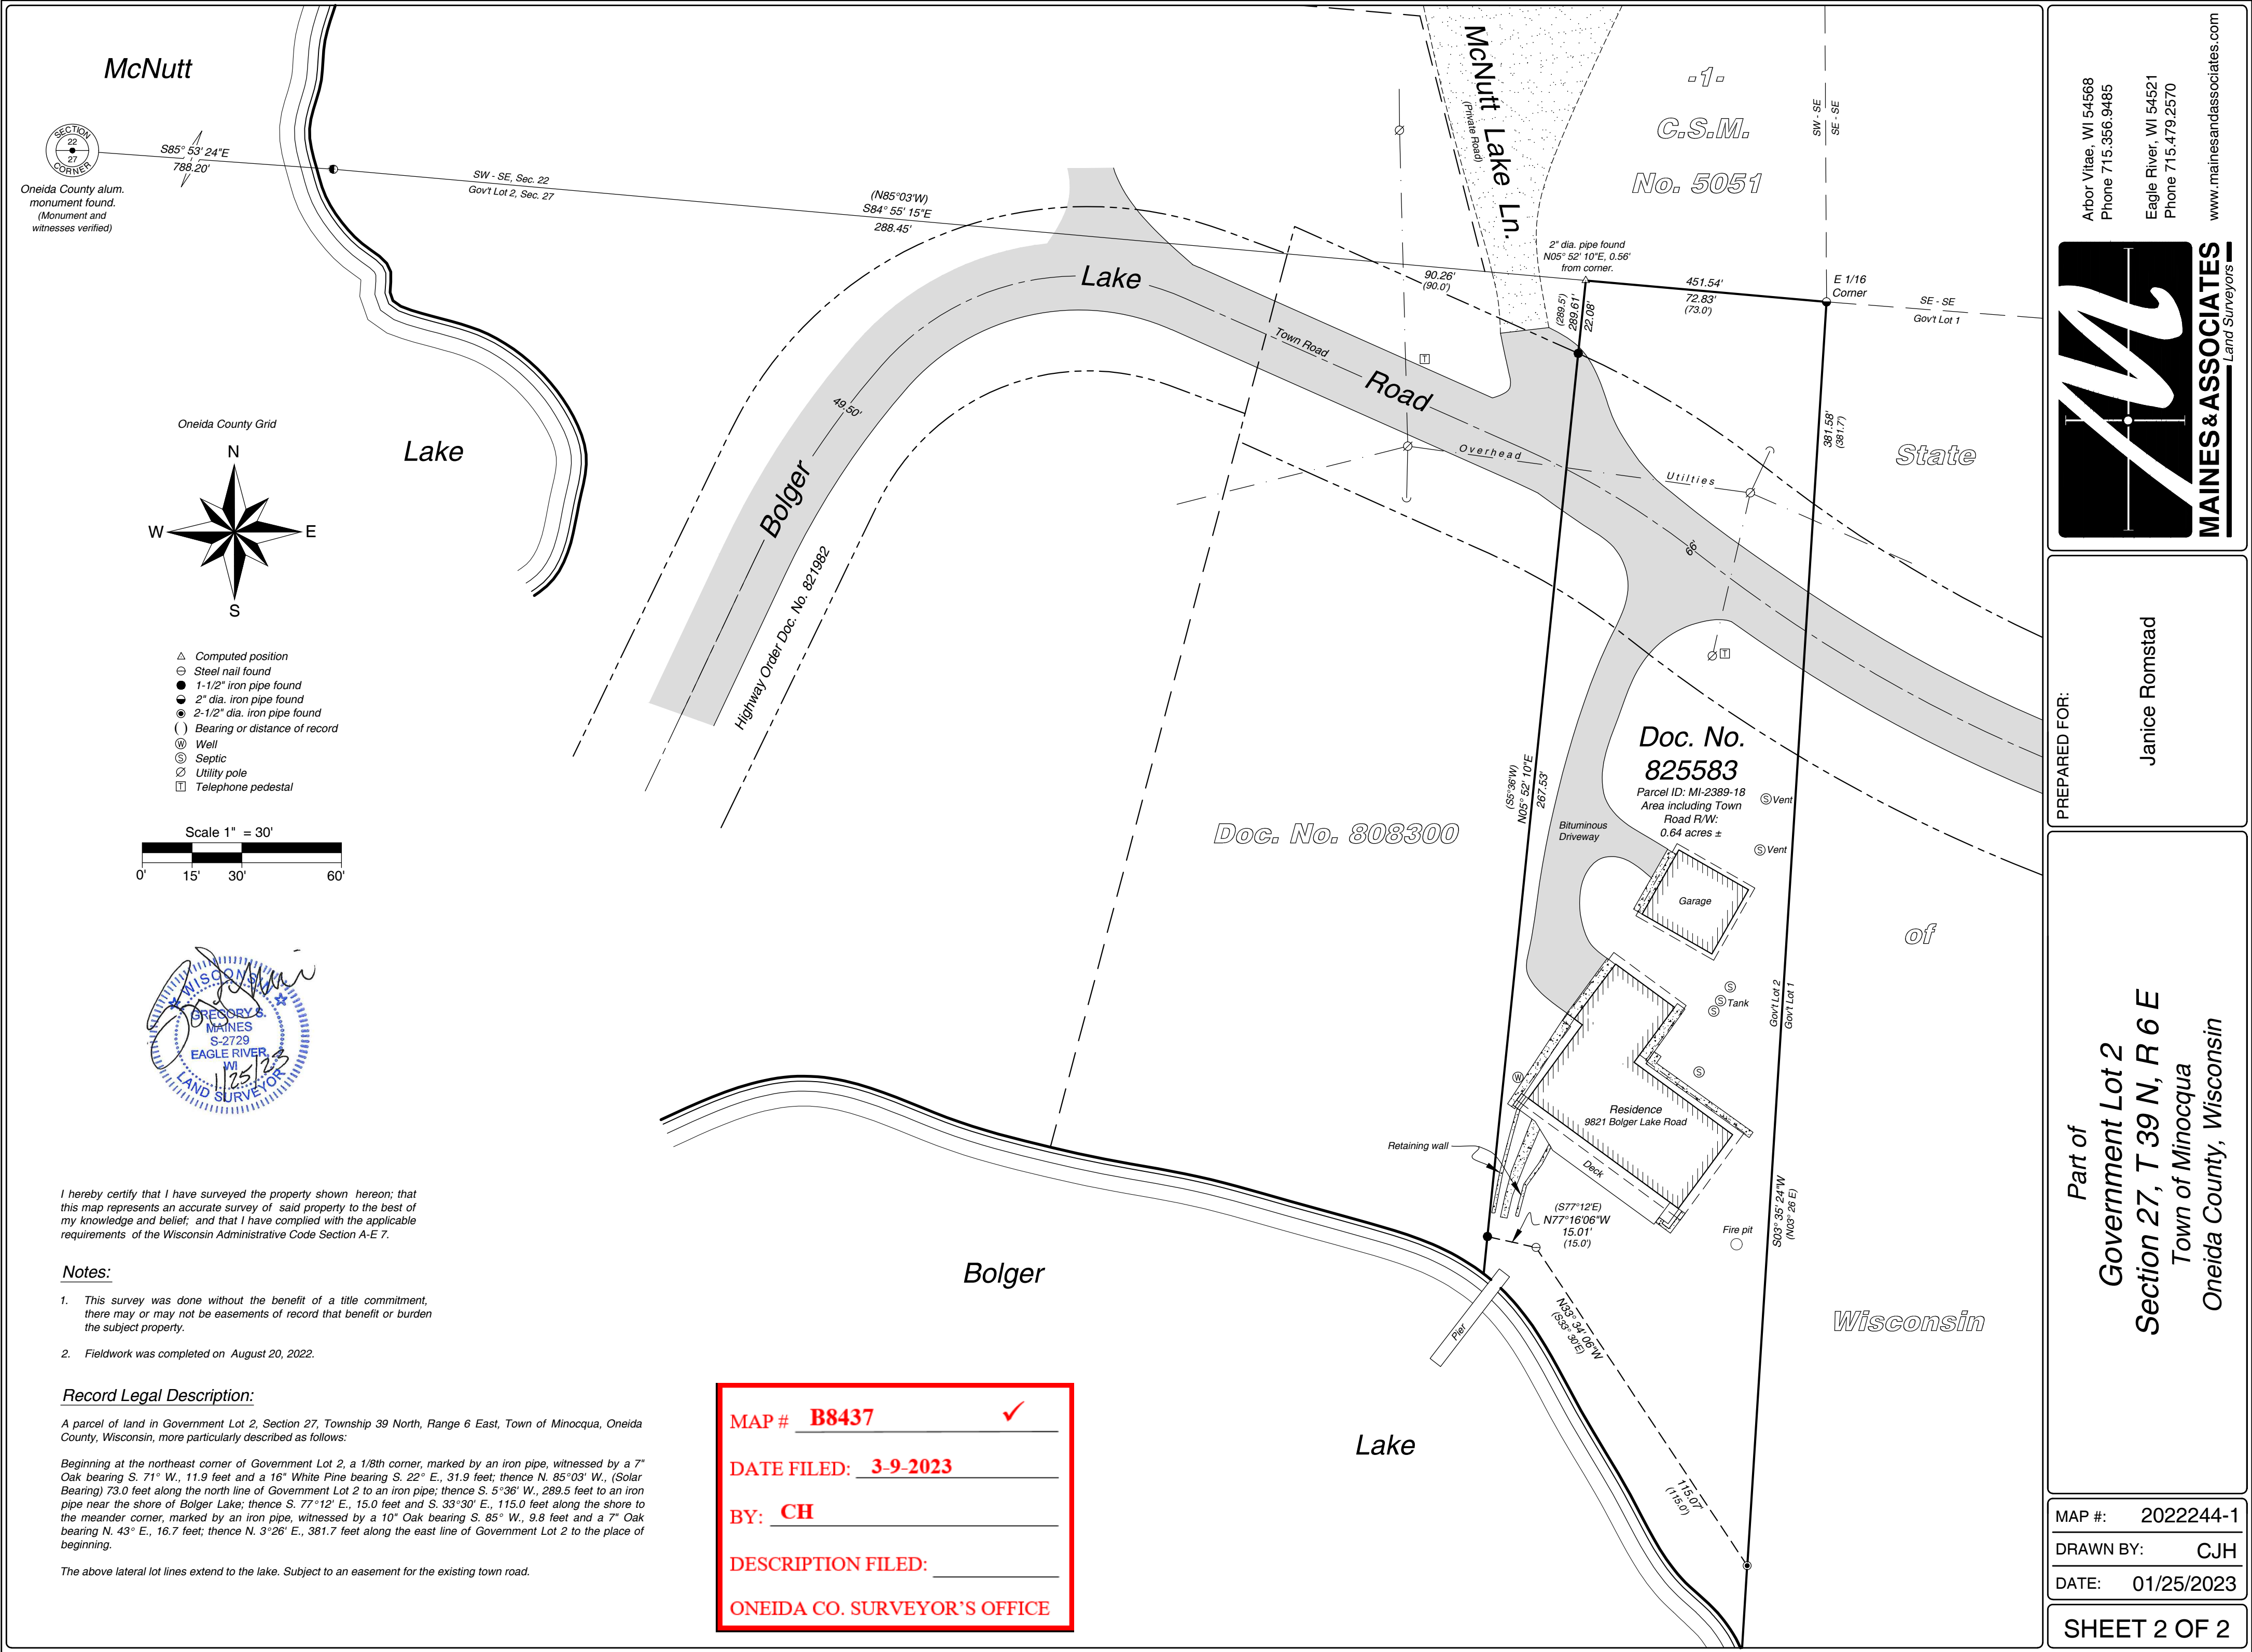 McNutt
SECTION
22
27
CORNER
Oneida County alum.
monument found.
(Monument and
witnesses verified)
S85° 53' 24"E
788.20'
SW - SE, Sec. 22
Gov't Lot 2, Sec. 27
(N85°03'W)
S84° 55' 15"E
288.45'
McNutt Lake Ln.
(Private Road)
-1-
C.S.M.
No. 5051
SW - SE
SE - SE
2" dia. pipe found
N05° 52' 10"E, 0.56'
from corner.
90.26'
(90.0')
451.54'
72.83'
(73.0')
E 1/16
Corner
SE - SE
Gov't Lot 1
(289.5')
289.61'
22.08'
381.58'
(381.7')
Lake
Town Road
Road
T
49.50'
Bolger
Overhead
Utilties
66'
State
Highway Order Doc. No. 821982
Lake
Oneida County Grid
N
W
E
S
Computed position
Steel nail found
1-1/2" iron pipe found
2" dia. iron pipe found
2-1/2" dia. iron pipe found
( ) Bearing or distance of record
W Well
S Septic
Utility pole
T Telephone pedestal
Scale 1" = 30'
0' 15' 30' 60'
WISCONSIN
GREGORY S.
MAINES
S-2729
EAGLE RIVER,
WI
1/25/23
LAND SURVEYOR
T
Doc. No.
825583
Parcel ID: MI-2389-18
Area including Town
Road R/W:
0.64 acres ±
(S5°36'W)
N05° 52' 10"E
267.53'
Doc. No. 808300
Bituminous
Driveway
S Vent
S Vent
Garage
of
S
S Tank
S
Gov't Lot 2
Gov't Lot 1
S
W
Residence
9821 Bolger Lake Road
Retaining wall
Deck
(S77°12'E)
N77°16'06"W
15.01'
(15.0')
Fire pit
S03° 35' 24"W
(N03° 26 E)
N33° 34' 06"W
(S33° 30'E)
Pier
Wisconsin
115.07'
(115.0')
Bolger
Lake
I hereby certify that I have surveyed the property shown hereon; that
this map represents an accurate survey of said property to the best of
my knowledge and belief; and that I have complied with the applicable
requirements of the Wisconsin Administrative Code Section A-E 7.
Notes:
1. This survey was done without the benefit of a title commitment,
there may or may not be easements of record that benefit or burden
the subject property.
2. Fieldwork was completed on August 20, 2022.
Record Legal Description:
A parcel of land in Government Lot 2, Section 27, Township 39 North, Range 6 East, Town of Minocqua, Oneida
County, Wisconsin, more particularly described as follows:
Beginning at the northeast corner of Government Lot 2, a 1/8th corner, marked by an iron pipe, witnessed by a 7"
Oak bearing S. 71° W., 11.9 feet and a 16" White Pine bearing S. 22° E., 31.9 feet; thence N. 85°03' W., (Solar
Bearing) 73.0 feet along the north line of Government Lot 2 to an iron pipe; thence S. 5°36' W., 289.5 feet to an iron
pipe near the shore of Bolger Lake; thence S. 77°12' E., 15.0 feet and S. 33°30' E., 115.0 feet along the shore to
the meander corner, marked by an iron pipe, witnessed by a 10" Oak bearing S. 85° W., 9.8 feet and a 7" Oak
bearing N. 43° E., 16.7 feet; thence N. 3°26' E., 381.7 feet along the east line of Government Lot 2 to the place of
beginning.
The above lateral lot lines extend to the lake. Subject to an easement for the existing town road.
MAP # B8437 ✓
DATE FILED: 3-9-2023
BY: CH
DESCRIPTION FILED:
ONEIDA CO. SURVEYOR'S OFFICE
Arbor Vitae, WI 54568
Phone 715.356.9485
Eagle River, WI 54521
Phone 715.479.2570
www.mainesandassociates.com
MAINES & ASSOCIATES
Land Surveyors
PREPARED FOR:
Janice Romstad
Part of
Government Lot 2
Section 27, T 39 N, R 6 E
Town of Minocqua
Oneida County, Wisconsin
MAP #: 2022244-1
DRAWN BY: CJH
DATE: 01/25/2023
SHEET 2 OF 2